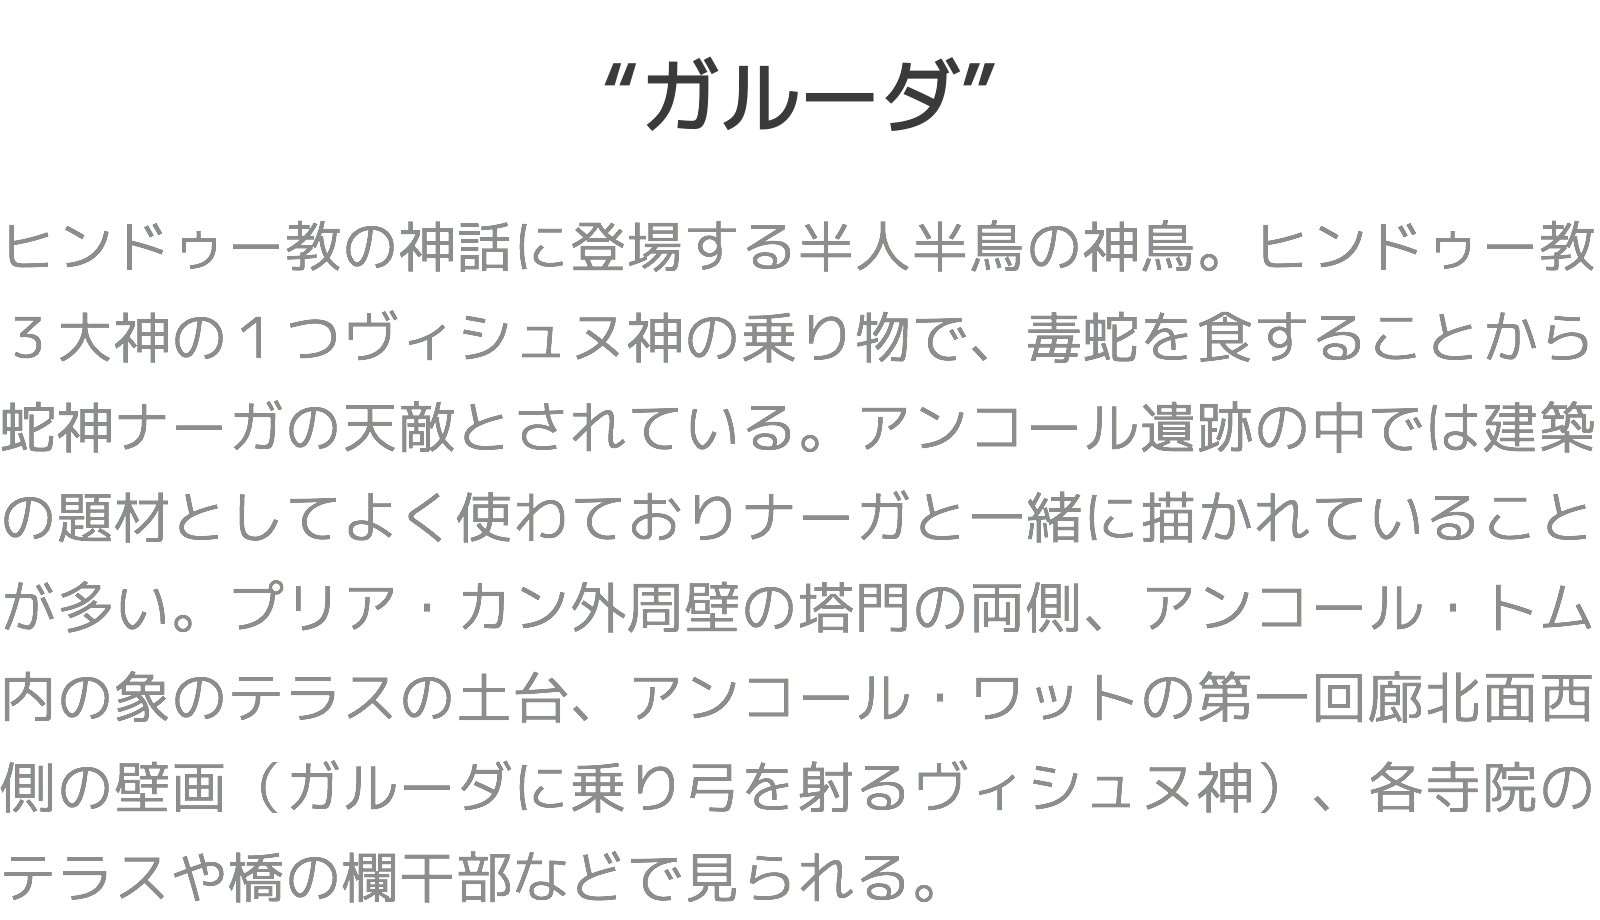 “ガルーダ”
ヒンドゥー教の神話に登場する半人半鳥の神鳥。ヒンドゥー教
３大神の１つヴィシュヌ神の乗り物で、毒蛇を食することから
蛇神ナーガの天敵とされている。アンコール遺跡の中では建築
の題材としてよく使わておりナーガと一緒に描かれていること
が多い。プリア・カン外周壁の塔門の両側、アンコール・トム
内の象のテラスの土台、アンコール・ワットの第一回廊北面西
側の壁画（ガルーダに乗り弓を射るヴィシュヌ神）、各寺院の
テラスや橋の欄干部などで見られる。